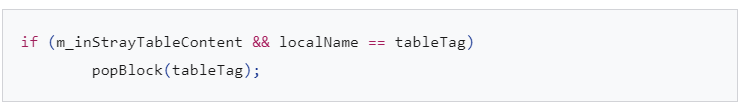 if (m_inStrayTableContent && localName == tableTag)
        popBlock(tableTag);